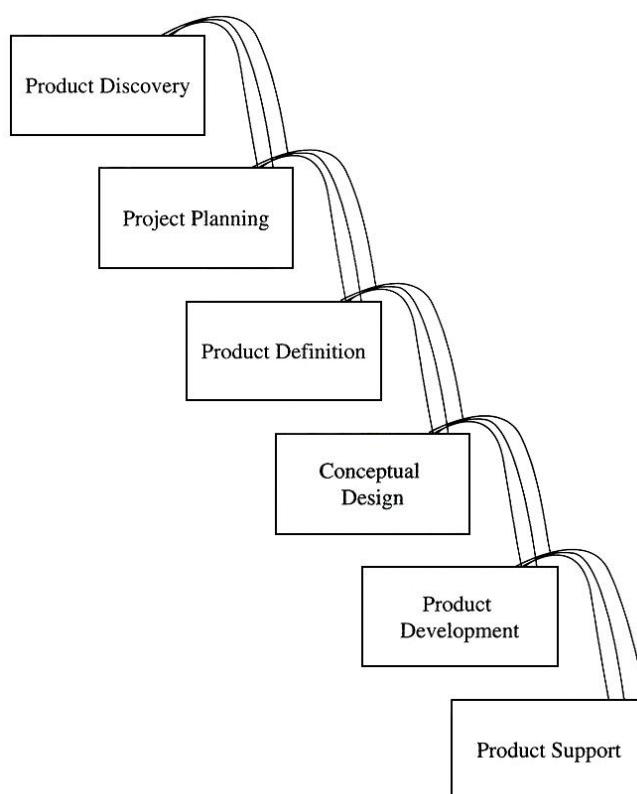 Product Discovery
Project Planning
Product Definition
Conceptual
Design
Product
Development
Product Support